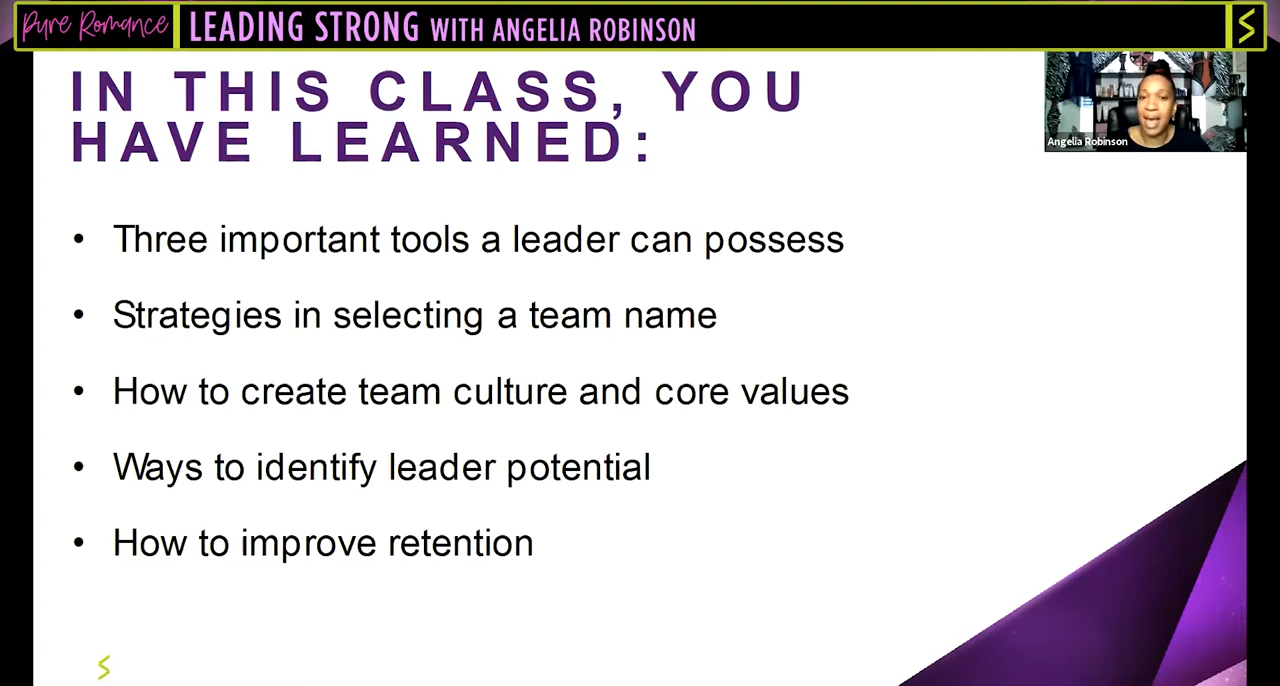 Pure Romance LEADING STRONG WITH ANGELIA ROBINSON
IN THIS CLASS, YOU
HAVE LEARNED:
Angelia Robinson
• Three important tools a leader can possess
• Strategies in selecting a team name
• How to create team culture and core values
• Ways to identify leader potential
• How to improve retention